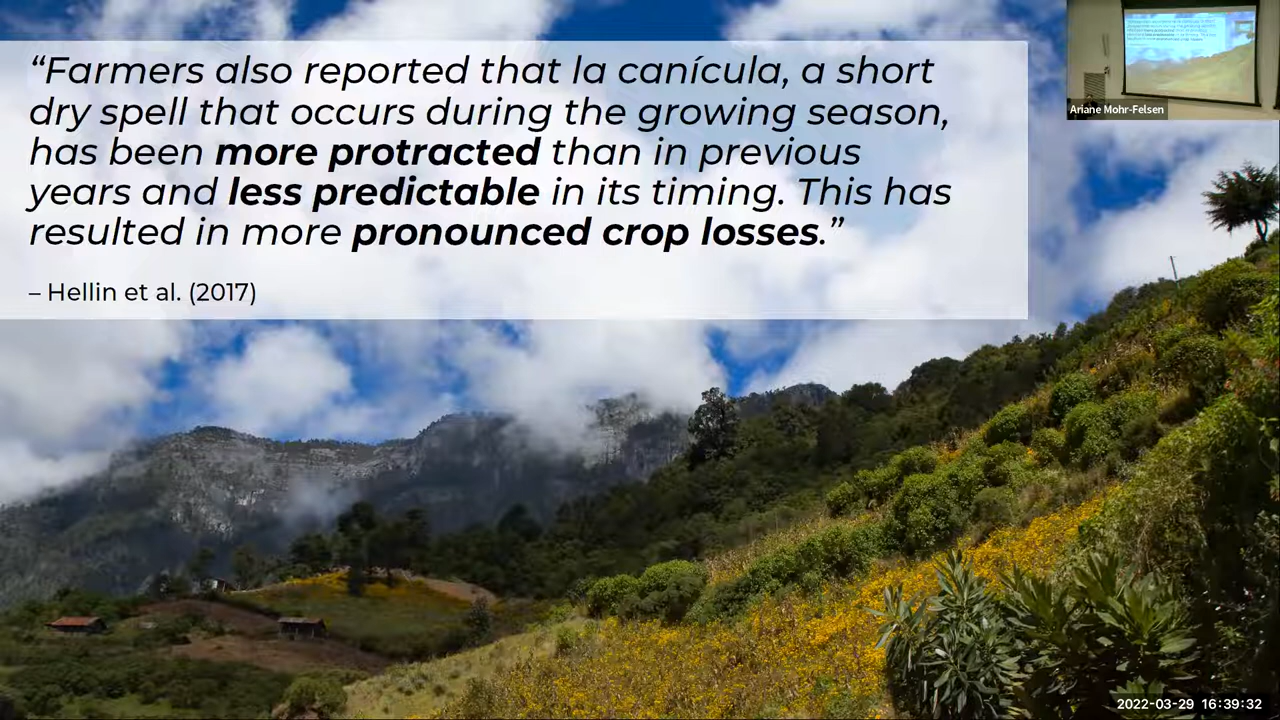 “Farmers also reported that la canícula, a short
dry spell that occurs during the growing season,
has been more protracted than in previous
years and less predictable in its timing. This has
resulted in more pronounced crop losses.”
– Hellin et al. (2017)
Ariane Mohr-Felsen
2022-03-29 16:39:32